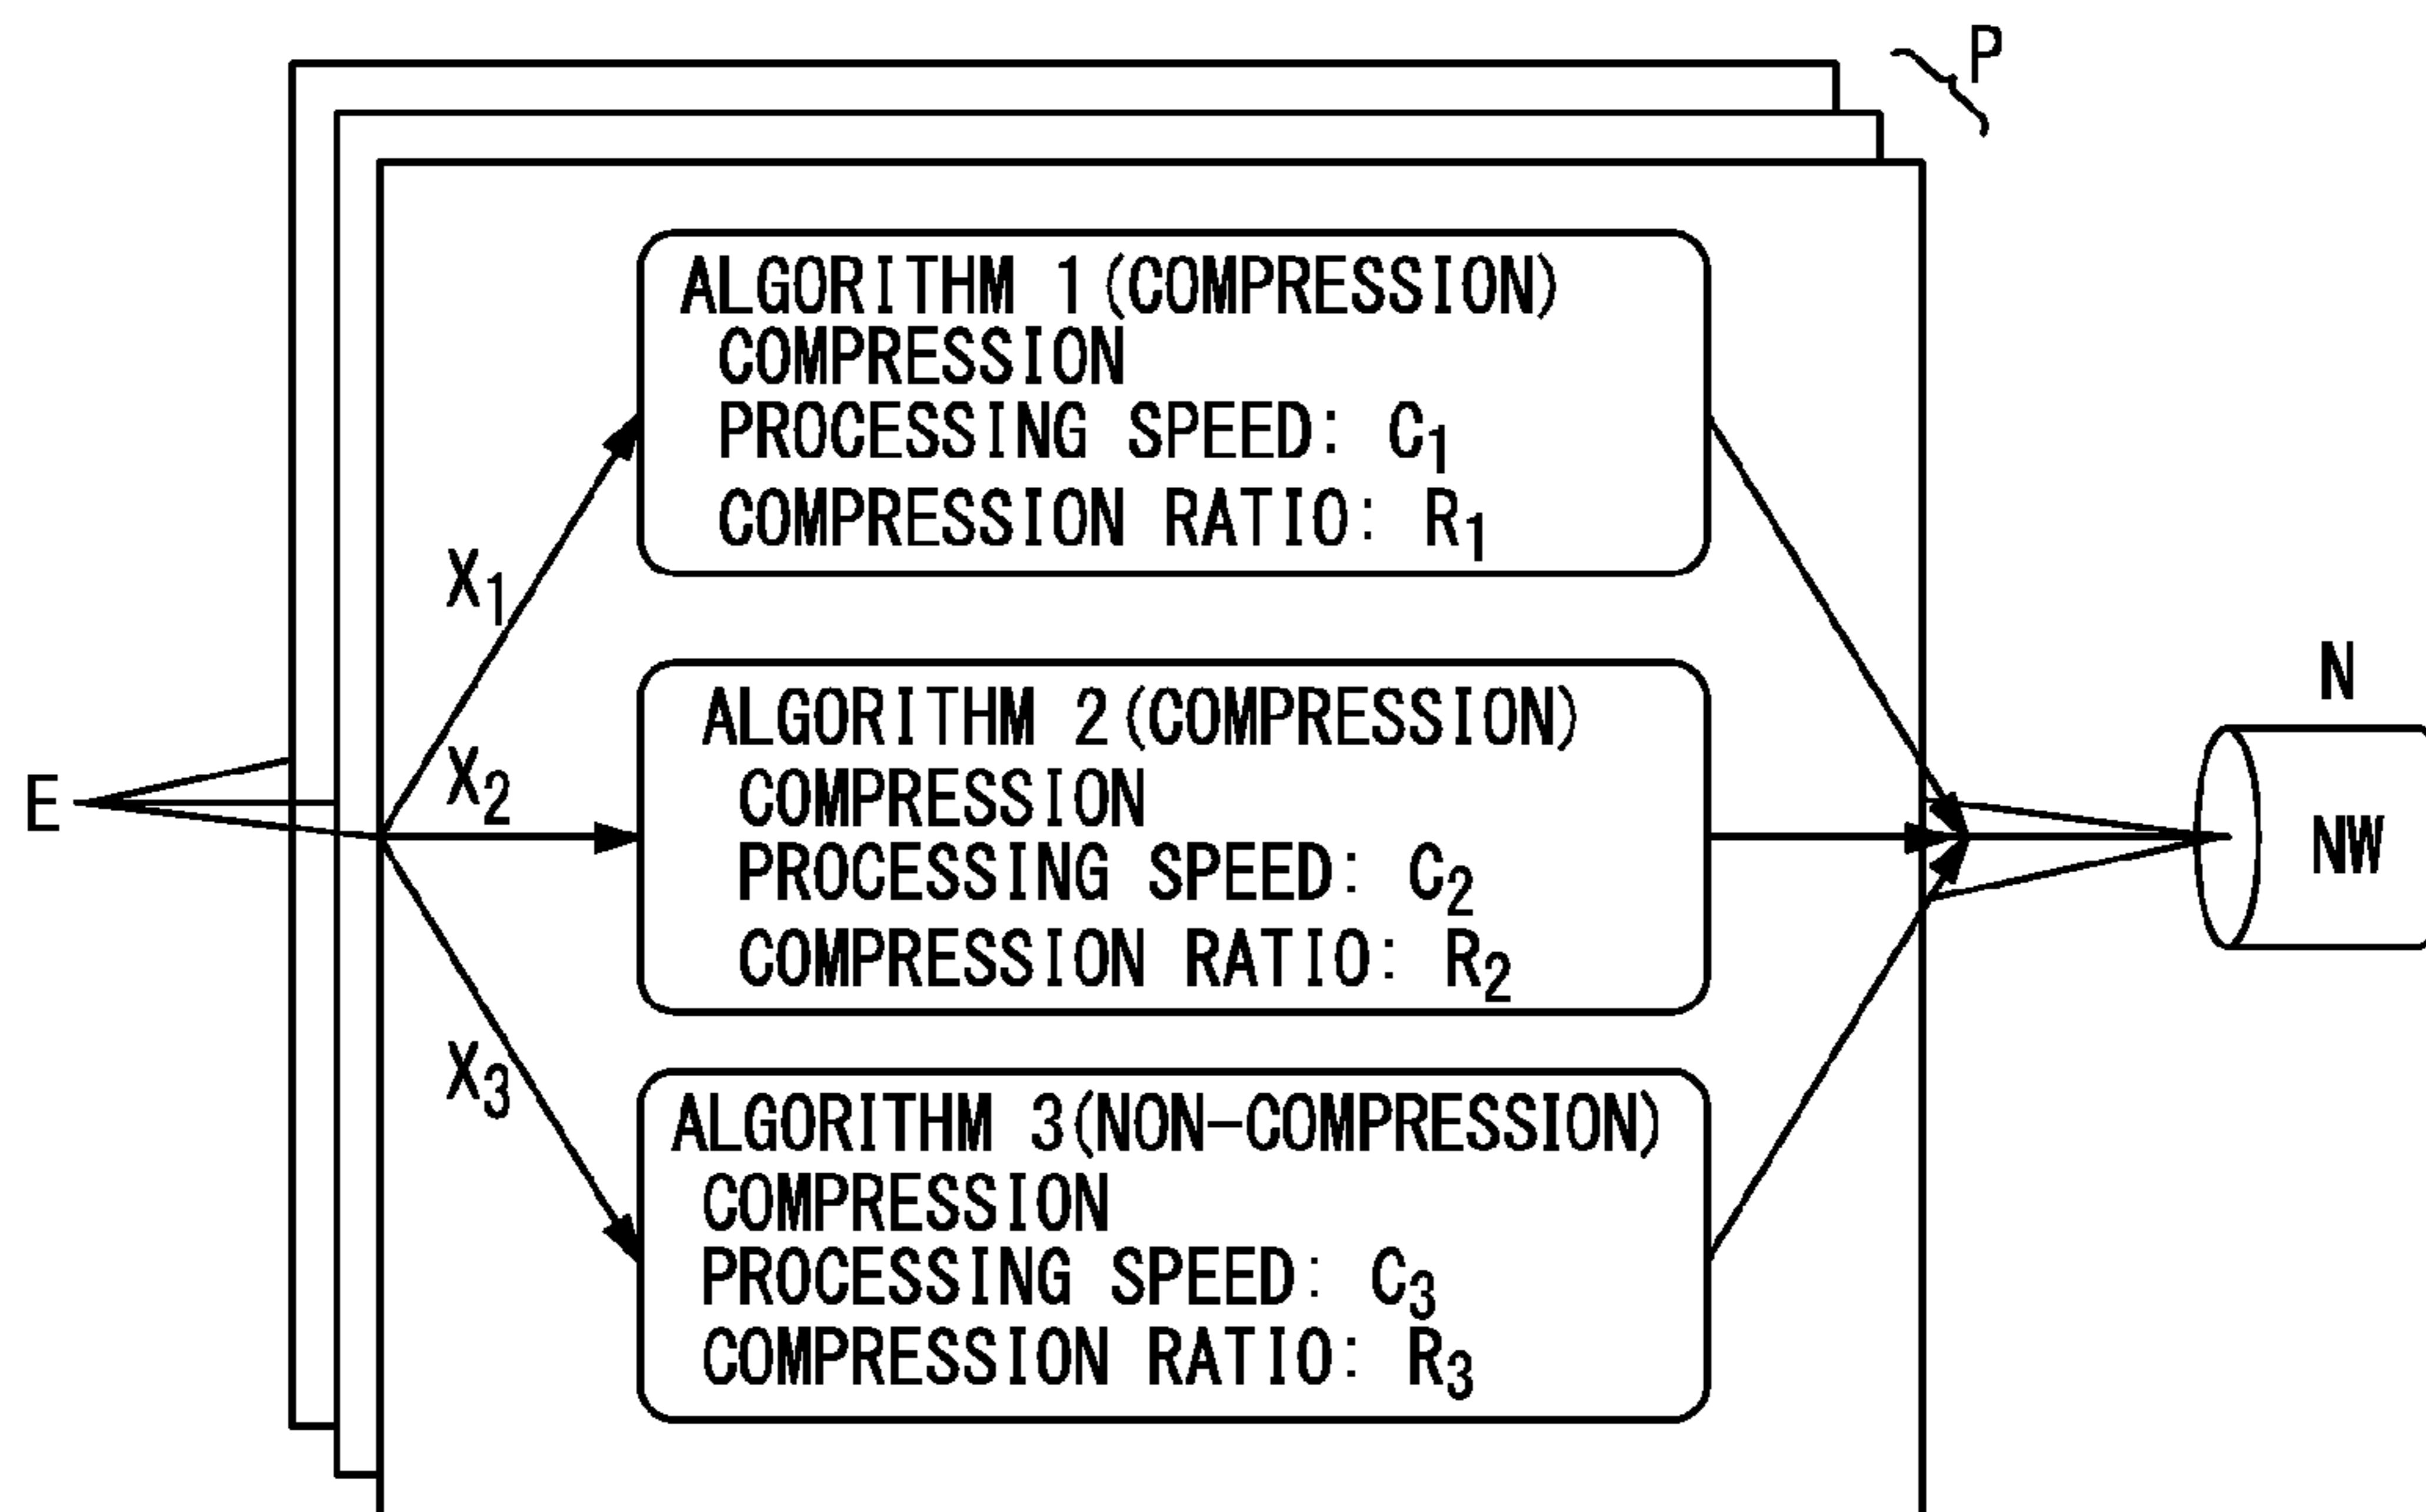 P
ALGORITHM 1(COMPRESSION)
COMPRESSION
PROCESSING SPEED: C1
COMPRESSION RATIO: R1
X1
N
ALGORITHM 2(COMPRESSION)
COMPRESSION
PROCESSING SPEED: C2
COMPRESSION RATIO: R2
X2
E
NW
X3
ALGORITHM 3(NON-COMPRESSION)
COMPRESSION
PROCESSING SPEED: C3
COMPRESSION RATIO: R3